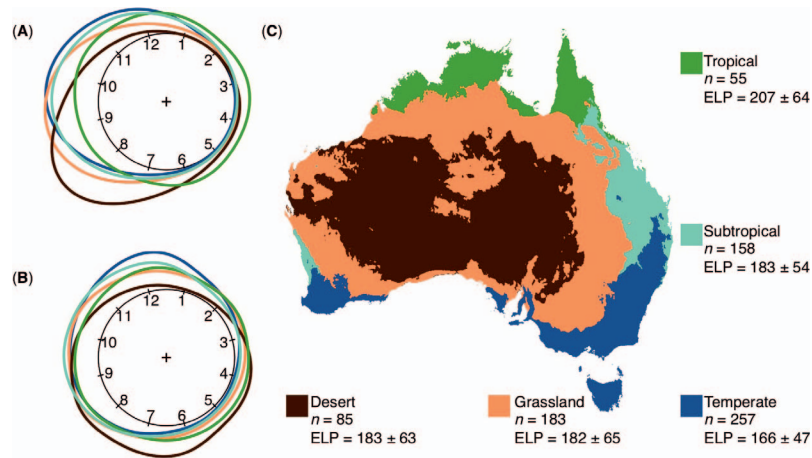 (A)
12
1
2
3
4
5
6
7
8
9
10
11
(B)
12
1
2
3
4
5
6
7
8
9
10
11
(C)
Tropical
n = 55
ELP = 207 ± 64
Subtropical
n = 158
ELP = 183 ± 54
Desert
n = 85
ELP = 183 ± 63
Grassland
n = 183
ELP = 182 ± 65
Temperate
n = 257
ELP = 166 ± 47